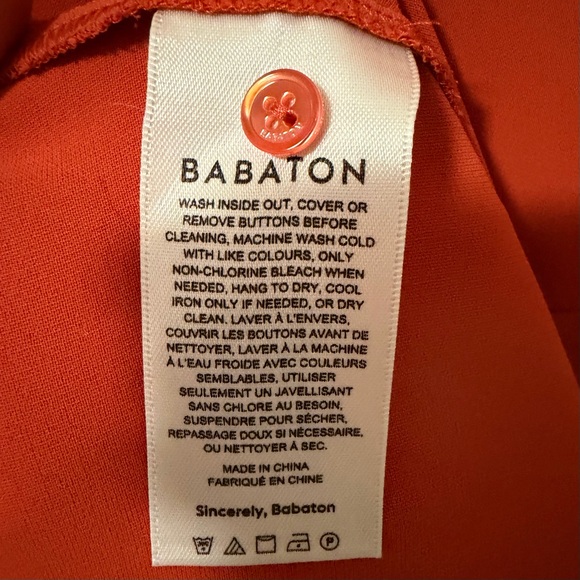 BABATON
BABATON
WASH INSIDE OUT, COVER OR
REMOVE BUTTONS BEFORE
CLEANING, MACHINE WASH COLD
WITH LIKE COLOURS, ONLY
NON-CHLORINE BLEACH WHEN
NEEDED, HANG TO DRY, COOL
IRON ONLY IF NEEDED, OR DRY
CLEAN. LAVER À L'ENVERS,
COUVRIR LES BOUTONS AVANT DE
NETTOYER, LAVER À LA MACHINE
À L'EAU FROIDE AVEC COULEURS
SEMBLABLES, UTILISER
SEULEMENT UN JAVELLISANT
SANS CHLORE AU BESOIN,
SUSPENDRE POUR SÉCHER,
REPASSAGE DOUX SI NÉCESSAIRE,
OU NETTOYER À SEC.
MADE IN CHINA
FABRIQUÉ EN CHINE
Sincerely, Babaton
P